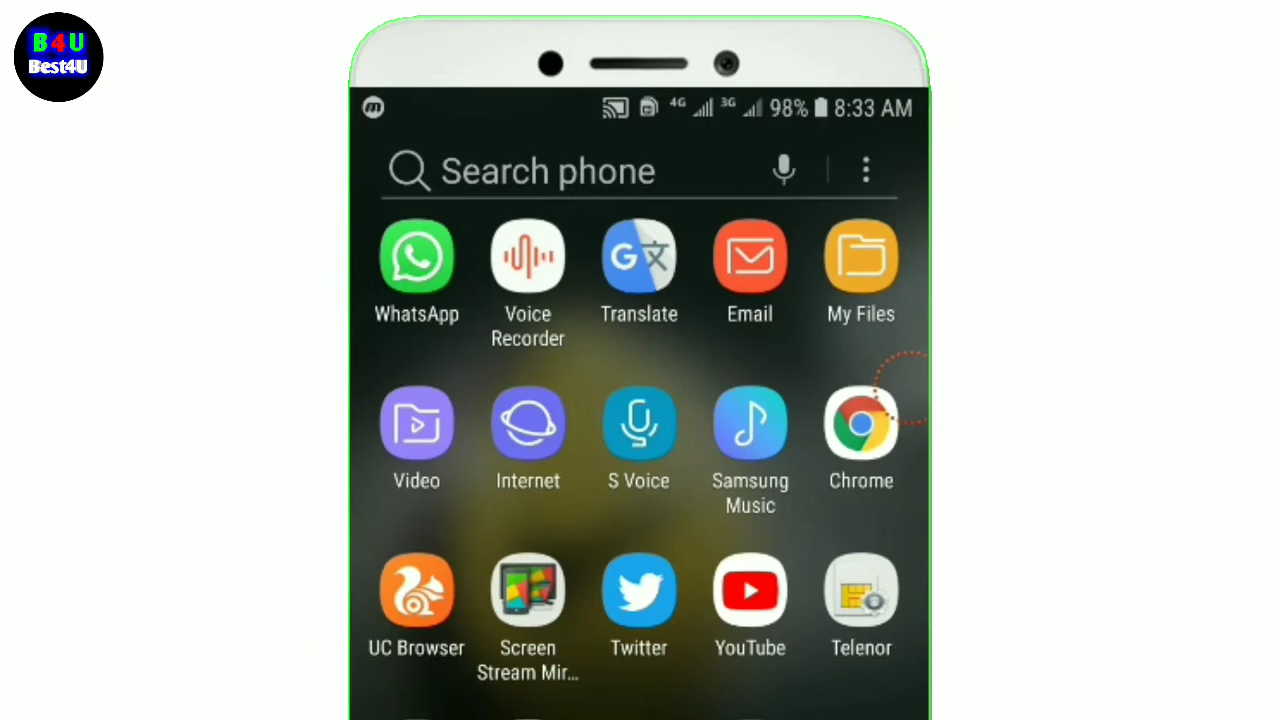 B4U
Best4U
4G 3G 98% 8:33 AM
Search phone
WhatsApp
Voice
Recorder
Translate
Email
My Files
Video
Internet
S Voice
Samsung
Music
Chrome
UC Browser
Screen
Stream Mir...
Twitter
YouTube
Telenor